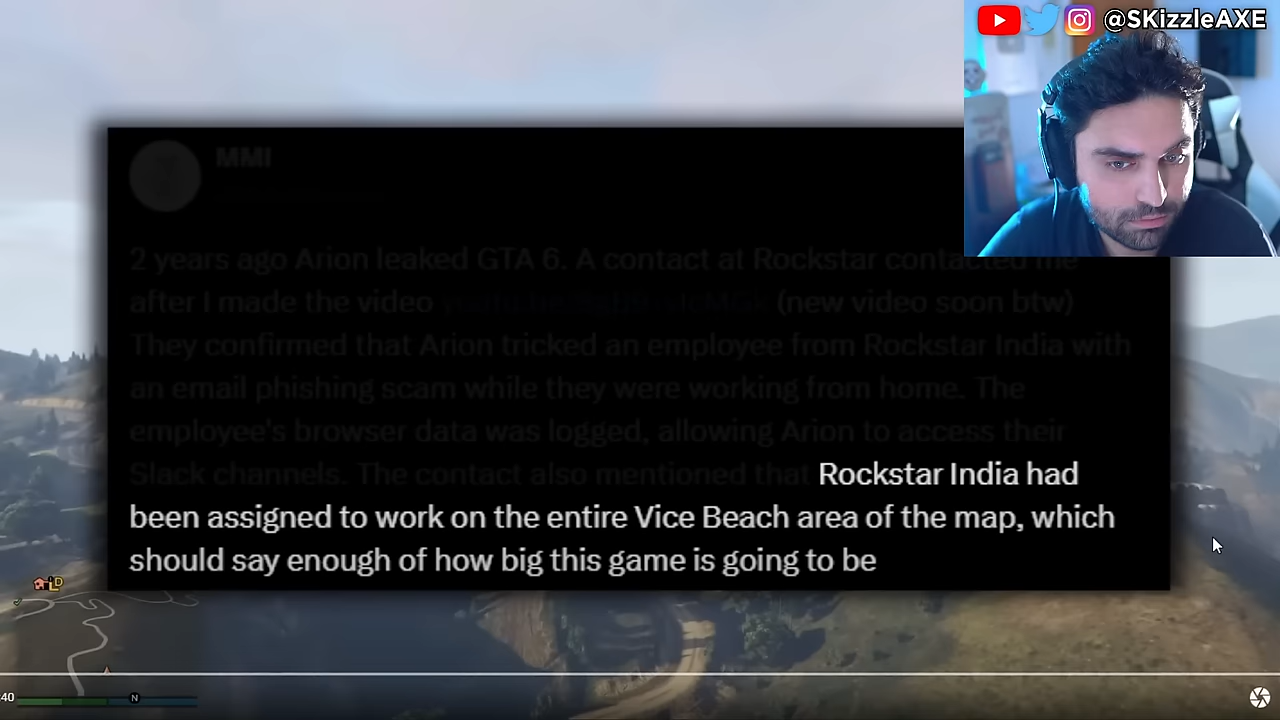 @SKizzleAXE
MMI
2 years ago Arion leaked GTA 6. A contact at Rockstar contacted me
after I made the video (new video soon btw)
They confirmed that Arion tricked an employee from Rockstar India with
an email phishing scam while they were working from home. The
employee's browser data was logged, allowing Arion to access their
Slack channels. The contact also mentioned that Rockstar India had
been assigned to work on the entire Vice Beach area of the map, which
should say enough of how big this game is going to be
D
:40
N